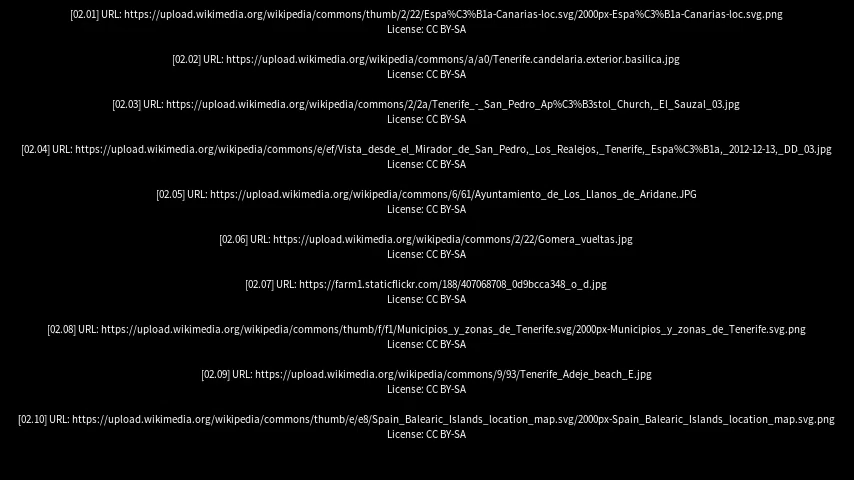 [02.01] URL: https://upload.wikimedia.org/wikipedia/commons/thumb/2/22/Espa%C3%B1a-Canarias-loc.svg/2000px-Espa%C3%B1a-Canarias-loc.svg.png
License: CC BY-SA
[02.02] URL: https://upload.wikimedia.org/wikipedia/commons/a/a0/Tenerife.candelaria.exterior.basilica.jpg
License: CC BY-SA
[02.03] URL: https://upload.wikimedia.org/wikipedia/commons/2/2a/Tenerife_-_San_Pedro_Ap%C3%B3stol_Church,_El_Sauzal_03.jpg
License: CC BY-SA
[02.04] URL: https://upload.wikimedia.org/wikipedia/commons/e/ef/Vista_desde_el_Mirador_de_San_Pedro,_Los_Realejos,_Tenerife,_Espa%C3%B1a,_2012-12-13,_DD_03.jpg
License: CC BY-SA
[02.05] URL: https://upload.wikimedia.org/wikipedia/commons/6/61/Ayuntamiento_de_Los_Llanos_de_Aridane.JPG
License: CC BY-SA
[02.06] URL: https://upload.wikimedia.org/wikipedia/commons/2/22/Gomera_vueltas.jpg
License: CC BY-SA
[02.07] URL: https://farm1.staticflickr.com/188/407068708_0d9bcca348_o_d.jpg
License: CC BY-SA
[02.08] URL: https://upload.wikimedia.org/wikipedia/commons/thumb/f/f1/Municipios_y_zonas_de_Tenerife.svg/2000px-Municipios_y_zonas_de_Tenerife.svg.png
License: CC BY-SA
[02.09] URL: https://upload.wikimedia.org/wikipedia/commons/9/93/Tenerife_Adeje_beach_E.jpg
License: CC BY-SA
[02.10] URL: https://upload.wikimedia.org/wikipedia/commons/thumb/e/e8/Spain_Balearic_Islands_location_map.svg/2000px-Spain_Balearic_Islands_location_map.svg.png
License: CC BY-SA